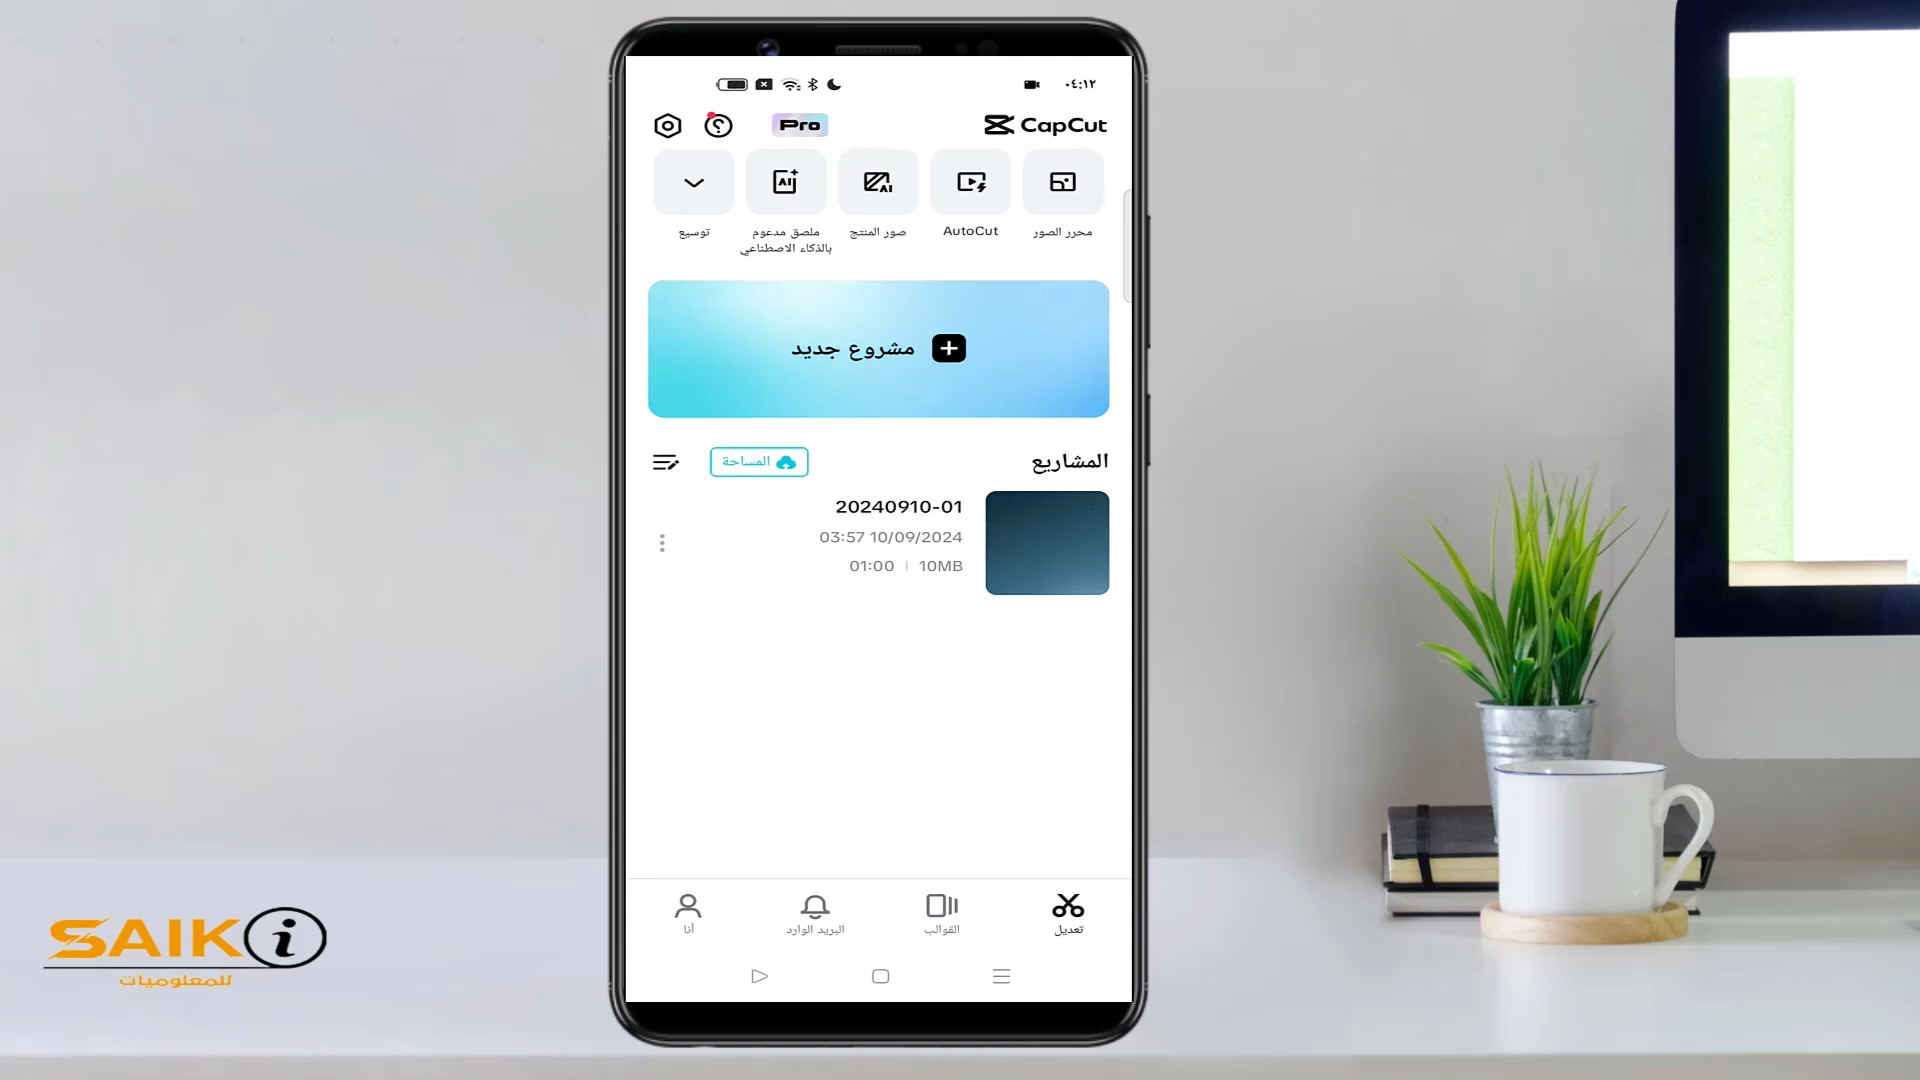 ٠٤:١٢
CapCut
Pro
محرر الصور
AutoCut
صور المنتج
ملصق مدعوم
بالذكاء الاصطناعي
توسيع
مشروع جديد
المشاريع
المساحة
20240910-01
03:57 10/09/2024
01:00 | 10MB
تعديل
القوالب
البريد الوارد
أنا
SAIKi
للمعلوميات